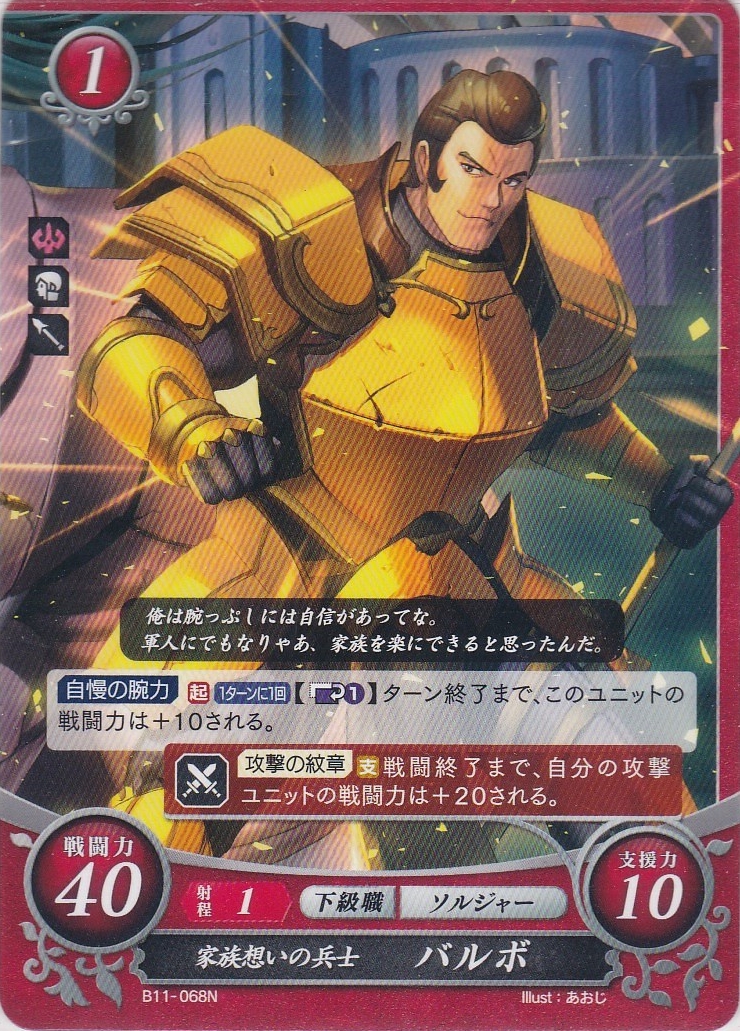 1
俺は腕っぷしには自信があってな。
軍人にでもなりゃあ、家族を楽にできると思ったんだ。
自慢の腕力 起 1ターンに1回 【1】ターン終了まで、このユニットの
戦闘力は+10される。
攻撃の紋章 支 戦闘終了まで、自分の攻撃
ユニットの戦闘力は+20される。
戦闘力 40
射程 1
下級職 ソルジャー
支援力 10
家族想いの兵士 バルボ
B11-068N Illust:あおじ